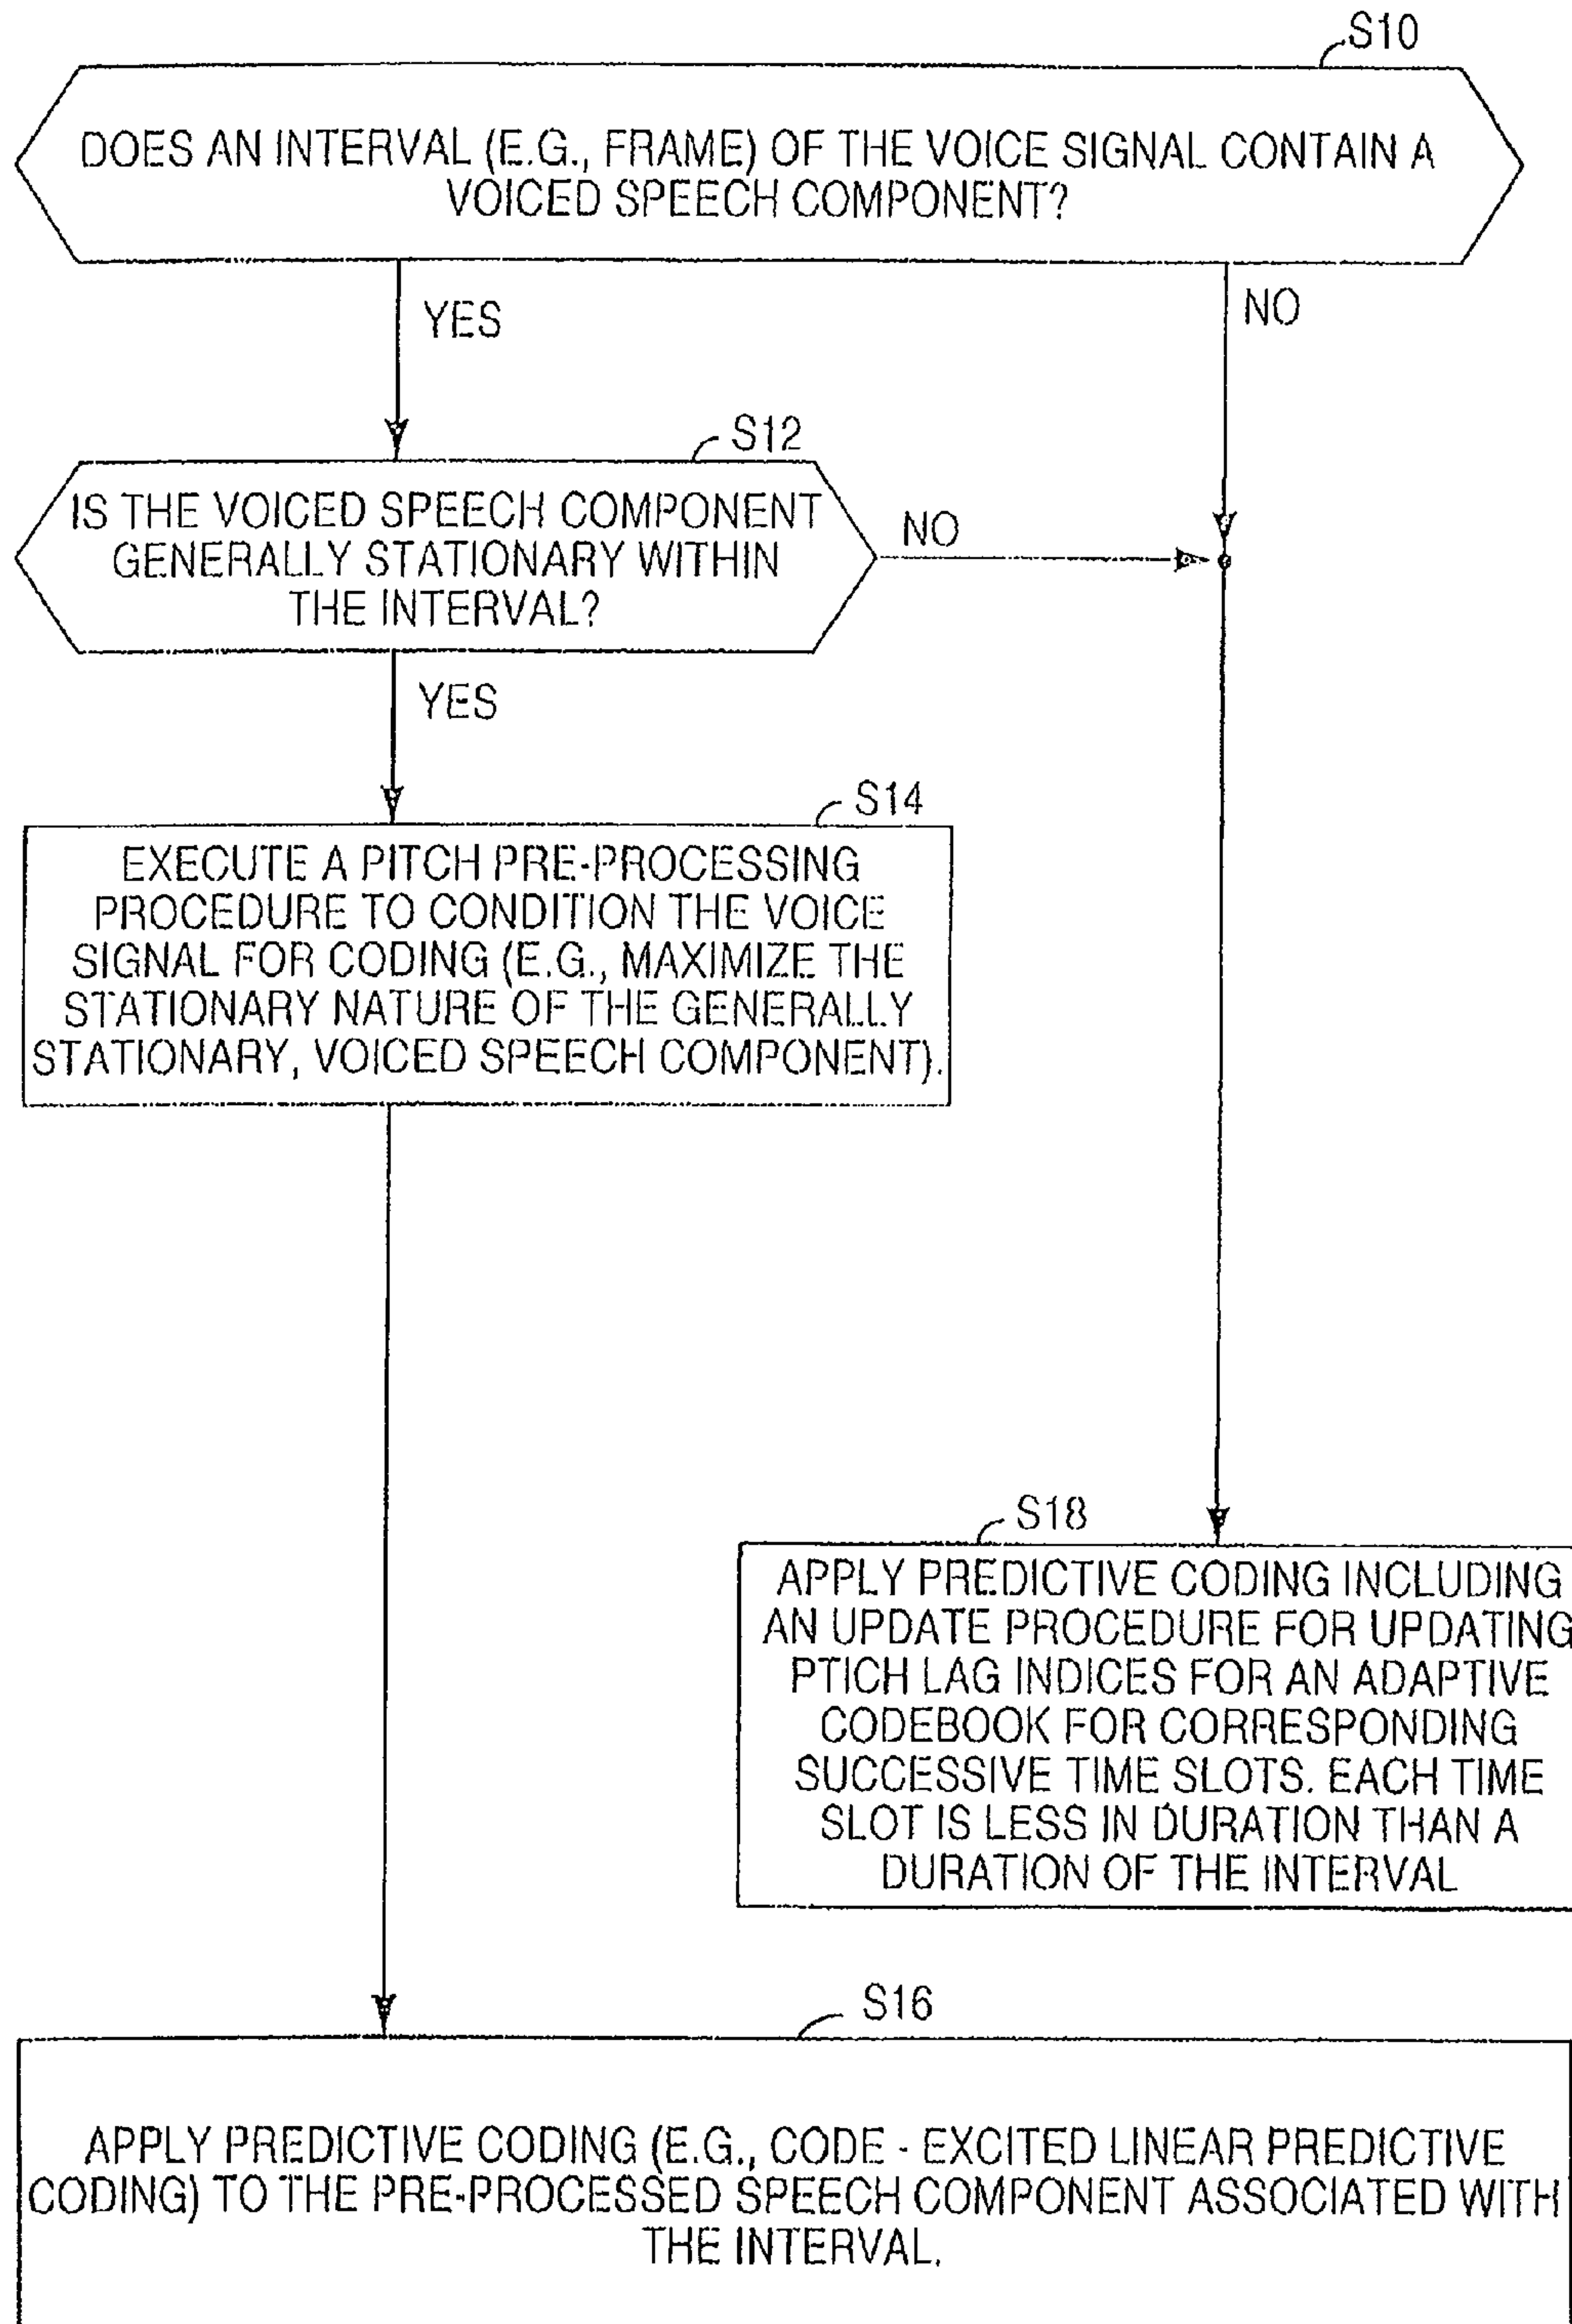 S10
DOES AN INTERVAL (E.G., FRAME) OF THE VOICE SIGNAL CONTAIN A
VOICED SPEECH COMPONENT?
YES
NO
S12
IS THE VOICED SPEECH COMPONENT
GENERALLY STATIONARY WITHIN
THE INTERVAL?
NO
YES
S14
EXECUTE A PITCH PRE-PROCESSING
PROCEDURE TO CONDITION THE VOICE
SIGNAL FOR CODING (E.G., MAXIMIZE THE
STATIONARY NATURE OF THE GENERALLY
STATIONARY, VOICED SPEECH COMPONENT).
S18
APPLY PREDICTIVE CODING INCLUDING
AN UPDATE PROCEDURE FOR UPDATING
PTICH LAG INDICES FOR AN ADAPTIVE
CODEBOOK FOR CORRESPONDING
SUCCESSIVE TIME SLOTS. EACH TIME
SLOT IS LESS IN DURATION THAN A
DURATION OF THE INTERVAL
S16
APPLY PREDICTIVE CODING (E.G., CODE - EXCITED LINEAR PREDICTIVE
CODING) TO THE PRE-PROCESSED SPEECH COMPONENT ASSOCIATED WITH
THE INTERVAL.